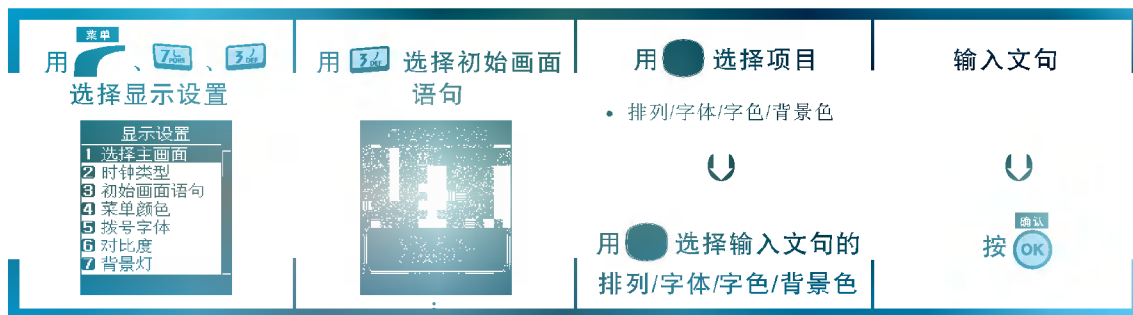 菜单
用 、7 PQRS、3 DEF
选择显示设置
显示设置
1 选择主画面
2 时钟类型
3 初始画面语句
4 菜单颜色
5 拨号字体
6 对比度
7 背景灯
用 3 DEF 选择初始画面
语句
用 选择项目
• 排列/字体/字色/背景色
用 选择输入文句的
排列/字体/字色/背景色
输入文句
确认
按 OK